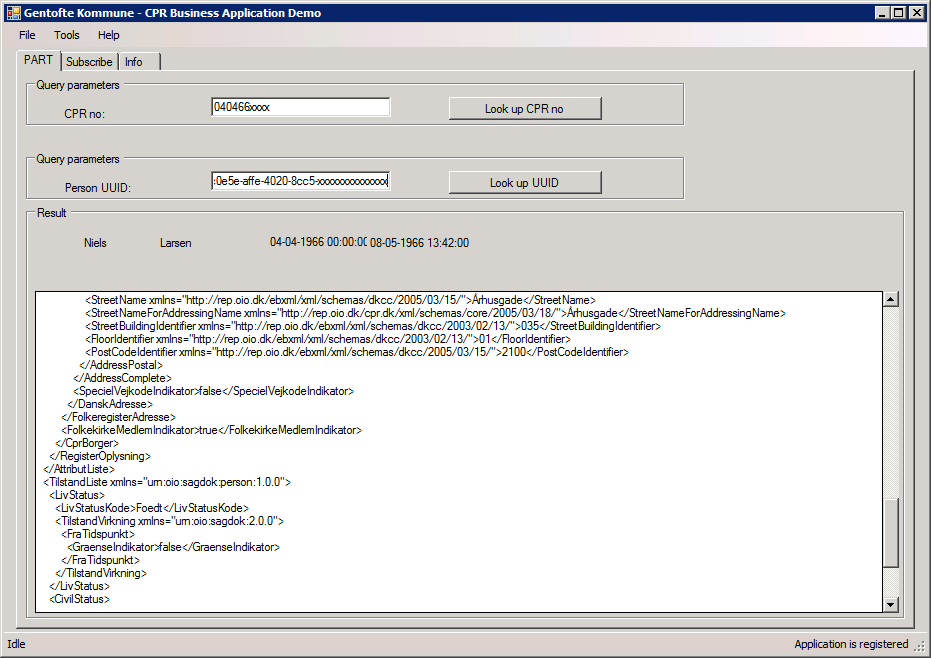 Gentofte Kommune - CPR Business Application Demo
File Tools Help
PART Subscribe Info
Query parameters
CPR no: 040466xxxx Look up CPR no
Query parameters
Person UUID: :0e5e-affe-4020-8cc5-xxxxxxxxxxxxx Look up UUID
Result
Niels Larsen 04-04-1966 00:00:00 08-05-1966 13:42:00
<StreetName xmlns="http://rep.oio.dk/ebxml/xml/schemas/dkcc/2005/03/15/">Århusgade</StreetName>
<StreetNameForAddressingName xmlns="http://rep.oio.dk/cpr.dk/xml/schemas/core/2005/03/18/">Århusgade</StreetNameForAddressingName>
<StreetBuildingIdentifier xmlns="http://rep.oio.dk/ebxml/xml/schemas/dkcc/2003/02/13/">035</StreetBuildingIdentifier>
<FloorIdentifier xmlns="http://rep.oio.dk/ebxml/xml/schemas/dkcc/2003/02/13/">01</FloorIdentifier>
<PostCodeIdentifier xmlns="http://rep.oio.dk/ebxml/xml/schemas/dkcc/2005/03/15/">2100</PostCodeIdentifier>
</AddressPostal>
</AddressComplete>
<SpecielVejkodeIndikator>false</SpecielVejkodeIndikator>
</DanskAdresse>
</FolkeregisterAdresse>
<FolkekirkeMedlemIndikator>true</FolkekirkeMedlemIndikator>
</CprBorger>
</RegisterOplysning>
</AttributListe>
<TilstandListe xmlns="urn:oio:sagdok:person:1.0.0">
<LivStatus>
<LivStatusKode>Foedt</LivStatusKode>
<TilstandVirkning xmlns="urn:oio:sagdok:2.0.0">
<FraTidspunkt>
<GraenseIndikator>false</GraenseIndikator>
</FraTidspunkt>
</TilstandVirkning>
</LivStatus>
<CivilStatus>
Idle Application is registered